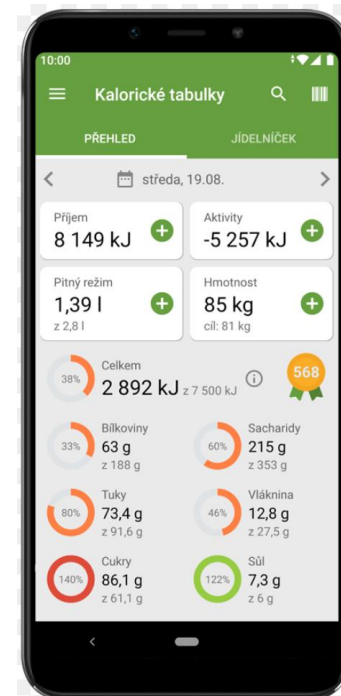 10:00
Kalorické tabulky
PŘEHLED JÍDELNÍČEK
středa, 19.08.
Příjem
8 149 kJ
Aktivity
-5 257 kJ
Pitný režim
1,39 l
z 2,8 l
Hmotnost
85 kg
cíl: 81 kg
38%
Celkem
2 892 kJ z 7 500 kJ
568
33%
Bílkoviny
63 g
z 188 g
60%
Sacharidy
215 g
z 353 g
80%
Tuky
73,4 g
z 91,6 g
46%
Vláknina
12,8 g
z 27,5 g
140%
Cukry
86,1 g
z 61,1 g
122%
Sůl
7,3 g
z 6 g